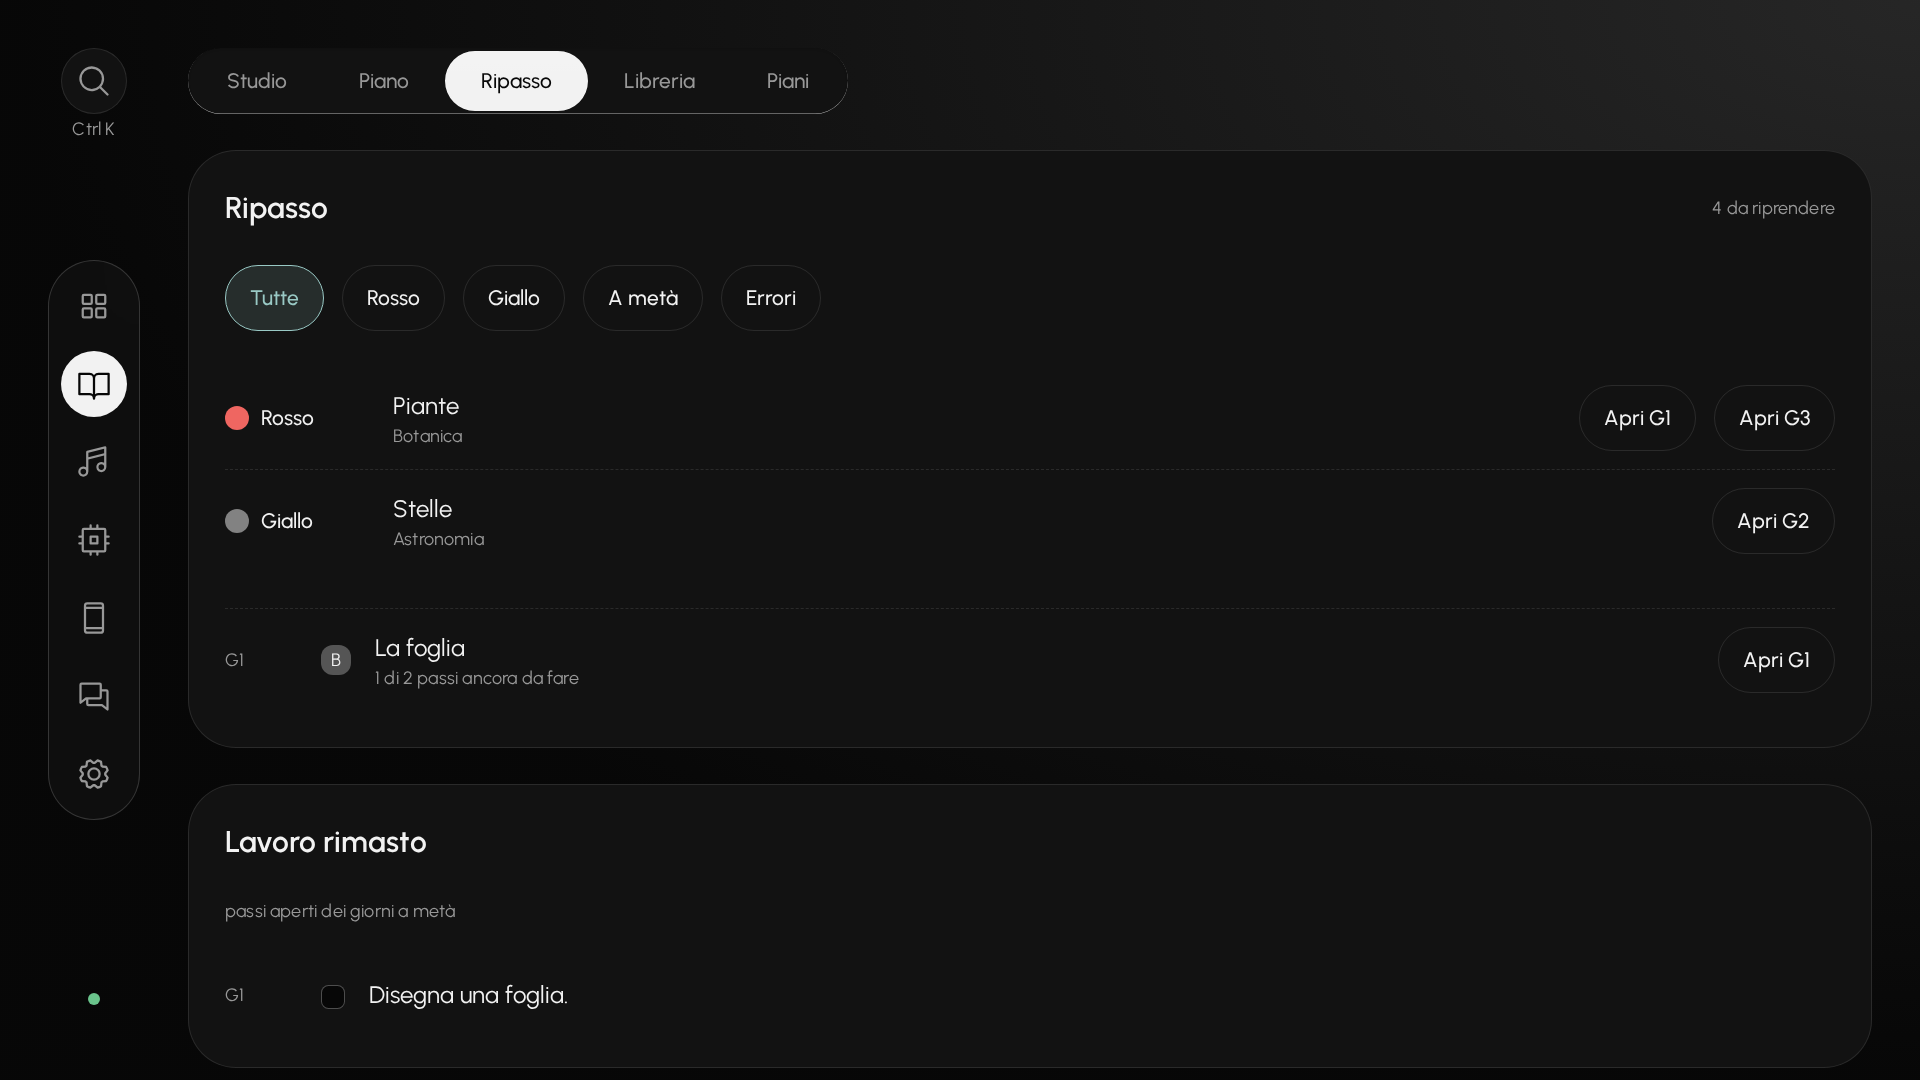 Studio Piano Ripasso Libreria Piani
Ctrl K
Ripasso
4 da riprendere
Tutte Rosso Giallo A metà Errori
Rosso
Piante
Botanica
Apri G1 Apri G3
Giallo
Stelle
Astronomia
Apri G2
G1
B
La foglia
1 di 2 passi ancora da fare
Apri G1
Lavoro rimasto
passi aperti dei giorni a metà
G1
Disegna una foglia.